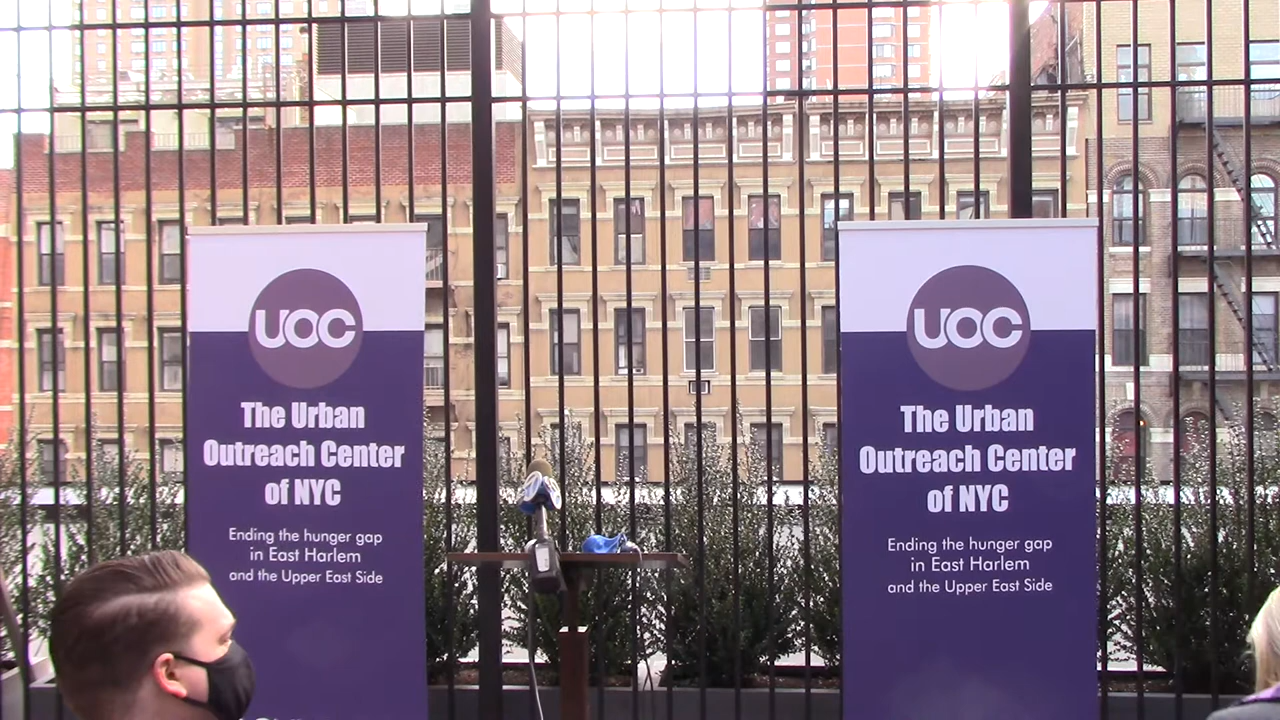 UOC
The Urban
Outreach Center
of NYC
Ending the hunger gap
in East Harlem
and the Upper East Side
UOC
The Urban
Outreach Center
of NYC
Ending the hunger gap
in East Harlem
and the Upper East Side